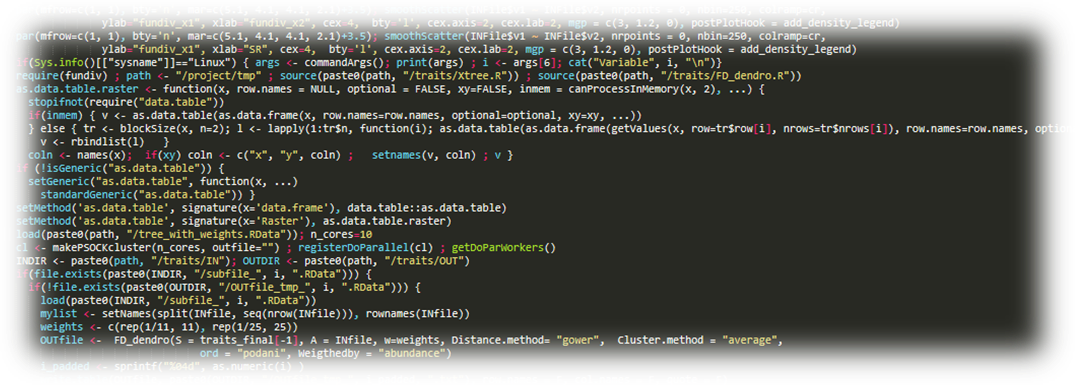 ylab="fundiv_x1", xlab="fundiv_x2", cex=4,  bty='l', cex.axis=2, cex.lab=2, mgp = c(3, 1.2, 0), postPlotHook = add_density_legend)
par(mfrow=c(1, 1), bty='n', mar=c(5.1, 4.1, 4.1, 2.1)+3.5); smoothScatter(INFile$v1 ~ INFile$v2, nrpoints = 0, nbin=250, colramp=cr,
ylab="fundiv_x1", xlab="SR", cex=4,  bty='l', cex.axis=2, cex.lab=2, mgp = c(3, 1.2, 0), postPlotHook = add_density_legend)
if(Sys.info()[["sysname"]]=="Linux") { args <- commandArgs(); print(args) ; i <- args[6]; cat("Variable", i, "\n")}
require(fundiv) ; path <- "/project/tmp" ; source(paste0(path, "/traits/Xtree.R")) ; source(paste0(path, "/traits/FD_dendro.R"))
as.data.table.raster <- function(x, row.names = NULL, optional = FALSE, xy=FALSE, inmem = canProcessInMemory(x, 2), ...) {
stopifnot(require("data.table"))
if(inmem) { v <- as.data.table(as.data.frame(x, row.names=row.names, optional=optional, xy=xy, ...))
} else { tr <- blockSize(x, n=2); l <- lapply(1:tr$n, function(i); as.data.table(as.data.frame(getValues(x, row=tr$row[i], nrows=tr$nrows[i]), row.names=row.names, optio
v <- rbindlist(l)   }
coln <- names(x);  if(xy) coln <- c("x", "y", coln) ;   setnames(v, coln) ; v }
if (!isGeneric("as.data.table")) {
setGeneric("as.data.table", function(x, ...)
standardGeneric("as.data.table")) }
setMethod('as.data.table', signature(x='data.frame'), data.table::as.data.table)
setMethod('as.data.table', signature(x='Raster'), as.data.table.raster)
load(paste0(path, "/tree_with_weights.RData")); n_cores=10
cl <- makePSOCKcluster(n_cores, outfile="") ; registerDoParallel(cl) ; getDoParWorkers()
INDIR <- paste0(path, "/traits/IN"); OUTDIR <- paste0(path, "/traits/OUT")
if(file.exists(paste0(INDIR, "/subfile_", i, ".RData"))) {
if(!file.exists(paste0(OUTDIR, "/OUTfile_tmp_", i, ".RData"))) {
load(paste0(INDIR, "/subfile_", i, ".RData"))
mylist <- setNames(split(INfile, seq(nrow(INfile))), rownames(INfile))
weights <- c(rep(1/11, 11), rep(1/25, 25))
OUTfile <-  FD_dendro(S = traits_final[-1], A = INfile, w=weights, Distance.method= "gower",  Cluster.method = "average",
ord = "podani", Weigthedby = "abundance")
i_padded <- sprintf("%04d", as.numeric(i) )